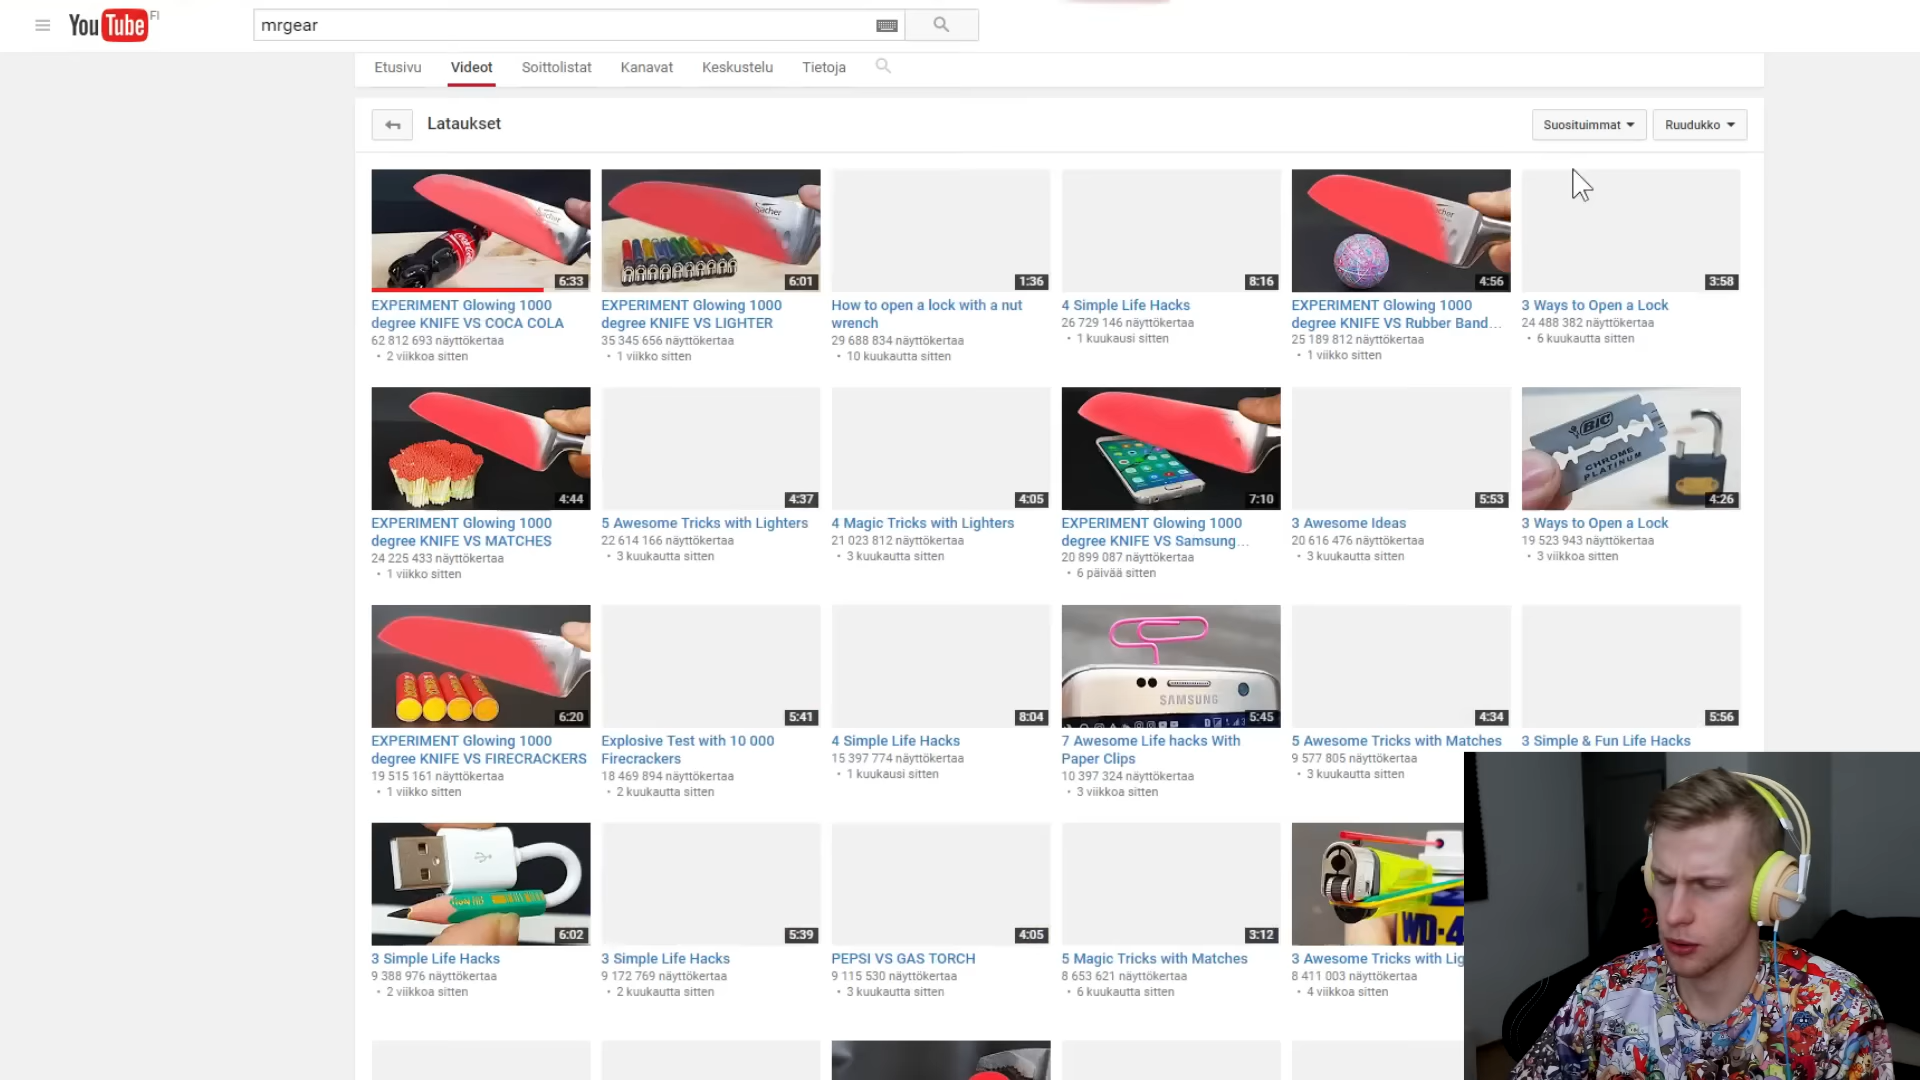 YouTube FI
mrgear
Etusivu Videot Soittolistat Kanavat Keskustelu Tietoja
Lataukset
Suosituimmat Ruudukko
6:33 6:01 1:36 8:16 4:56 3:58
EXPERIMENT Glowing 1000
degree KNIFE VS COCA COLA
62 812 693 näyttökertaa
• 2 viikkoa sitten
EXPERIMENT Glowing 1000
degree KNIFE VS LIGHTER
35 345 656 näyttökertaa
• 1 viikko sitten
How to open a lock with a nut
wrench
29 688 834 näyttökertaa
• 10 kuukautta sitten
4 Simple Life Hacks
26 729 146 näyttökertaa
• 1 kuukausi sitten
EXPERIMENT Glowing 1000
degree KNIFE VS Rubber Band...
25 189 812 näyttökertaa
• 1 viikko sitten
3 Ways to Open a Lock
24 488 382 näyttökertaa
• 6 kuukautta sitten
BIC
CHROME
PLATINUM
4:44 4:37 4:05 7:10 5:53 4:26
EXPERIMENT Glowing 1000
degree KNIFE VS MATCHES
24 225 433 näyttökertaa
• 1 viikko sitten
5 Awesome Tricks with Lighters
22 614 166 näyttökertaa
• 3 kuukautta sitten
4 Magic Tricks with Lighters
21 023 812 näyttökertaa
• 3 kuukautta sitten
EXPERIMENT Glowing 1000
degree KNIFE VS Samsung...
20 899 087 näyttökertaa
• 6 päivää sitten
3 Awesome Ideas
20 616 476 näyttökertaa
• 3 kuukautta sitten
3 Ways to Open a Lock
19 523 943 näyttökertaa
• 3 viikkoa sitten
SAMSUNG
6:20 5:41 8:04 5:45 4:34 5:56
EXPERIMENT Glowing 1000
degree KNIFE VS FIRECRACKERS
19 515 161 näyttökertaa
• 1 viikko sitten
Explosive Test with 10 000
Firecrackers
18 469 894 näyttökertaa
• 2 kuukautta sitten
4 Simple Life Hacks
15 397 774 näyttökertaa
• 1 kuukausi sitten
7 Awesome Life hacks With
Paper Clips
10 397 324 näyttökertaa
• 3 viikkoa sitten
5 Awesome Tricks with Matches
9 577 805 näyttökertaa
• 3 kuukautta sitten
3 Simple & Fun Life Hacks
WD-4
6:02 5:39 4:05 3:12
3 Simple Life Hacks
9 388 976 näyttökertaa
• 2 viikkoa sitten
3 Simple Life Hacks
9 172 769 näyttökertaa
• 2 kuukautta sitten
PEPSI VS GAS TORCH
9 115 530 näyttökertaa
• 3 kuukautta sitten
5 Magic Tricks with Matches
8 653 621 näyttökertaa
• 6 kuukautta sitten
3 Awesome Tricks with Lig
8 411 003 näyttökertaa
• 4 viikkoa sitten